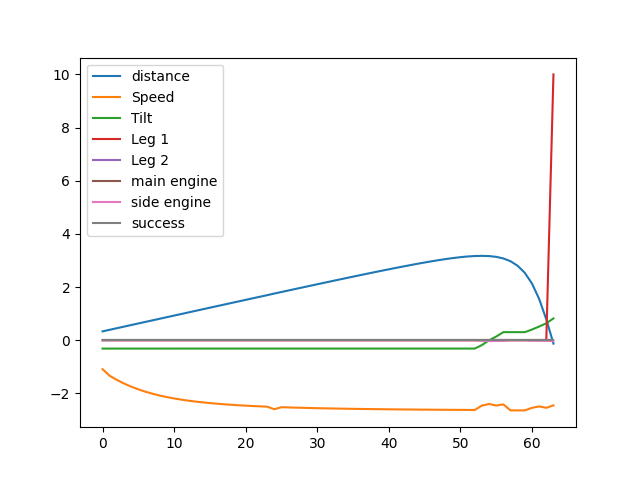 10
8
6
4
2
0
−2
distance
Speed
Tilt
Leg 1
Leg 2
main engine
side engine
success
0 10 20 30 40 50 60